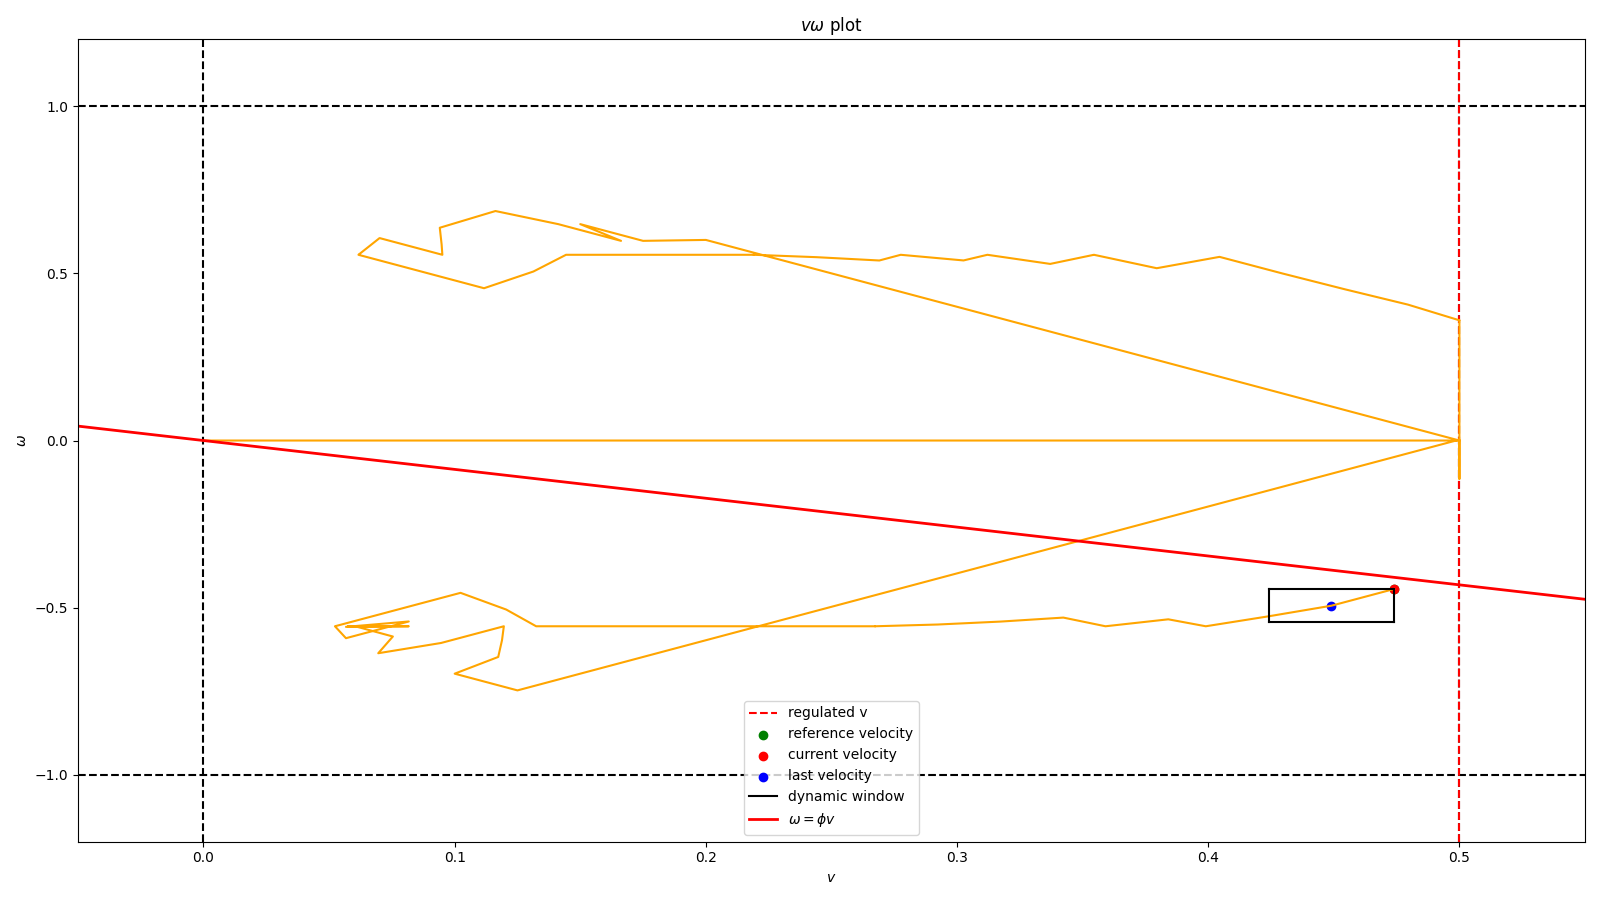 vω plot
1.0
0.5
0.0
−0.5
−1.0
ω
0.0
0.1
0.2
0.3
0.4
0.5
v
regulated v
reference velocity
current velocity
last velocity
dynamic window
ω = ϕv